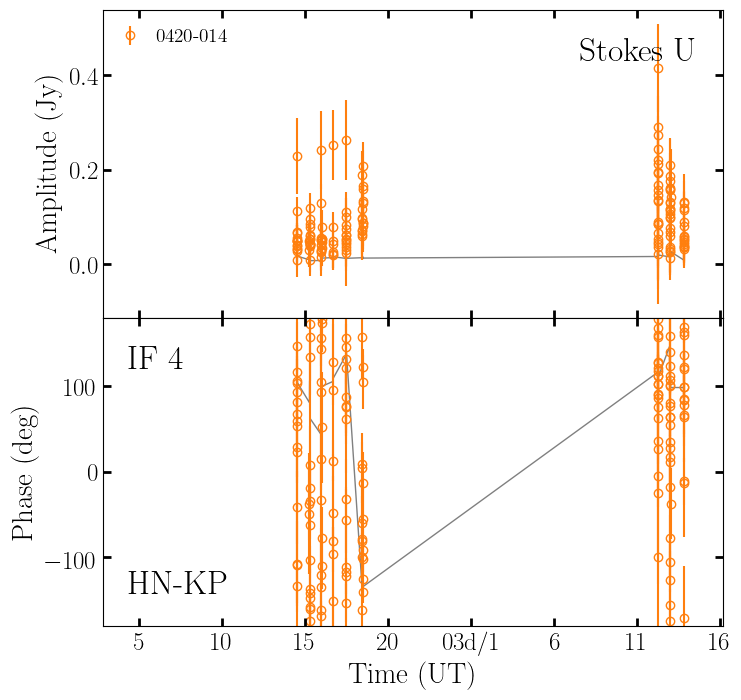 0420-014
Stokes U
Amplitude (Jy)
0.4
0.2
0.0
IF 4
HN-KP
Phase (deg)
100
0
−100
5 10 15 20 03d/1 6 11 16
Time (UT)